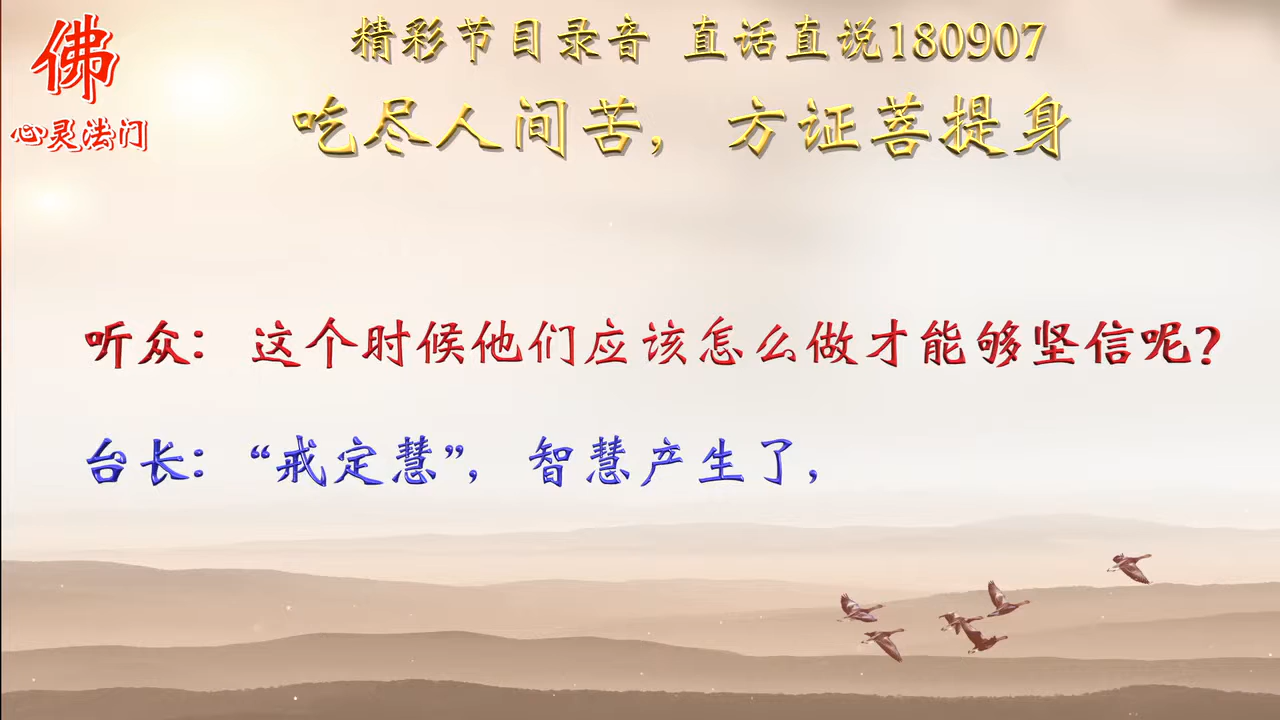 佛
心灵法门
精彩节目录音 直话直说180907
吃尽人间苦，方证菩提身
听众：这个时候他们应该怎么做才能够坚信呢？
台长：“戒定慧”，智慧产生了，